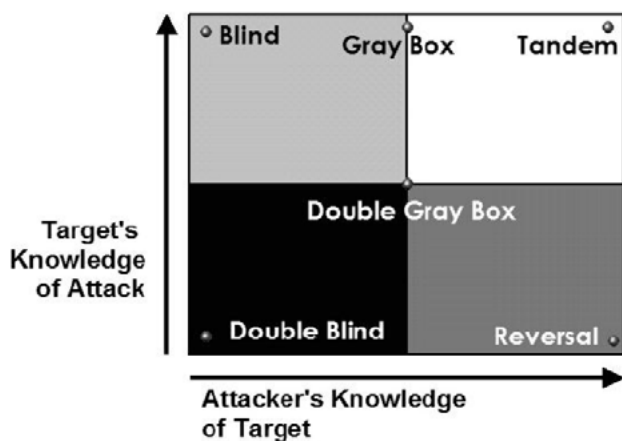 Blind
Gray Box
Tandem
Double Gray Box
Target's
Knowledge
of Attack
Double Blind
Reversal
Attacker's Knowledge
of Target